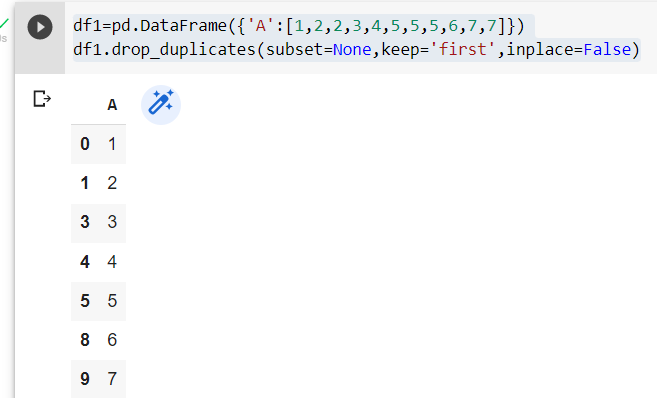 df1=pd.DataFrame({'A':[1,2,2,3,4,5,5,5,6,7,7]})
df1.drop_duplicates(subset=None,keep='first',inplace=False)
A
0 1
1 2
3 3
4 4
5 5
8 6
9 7